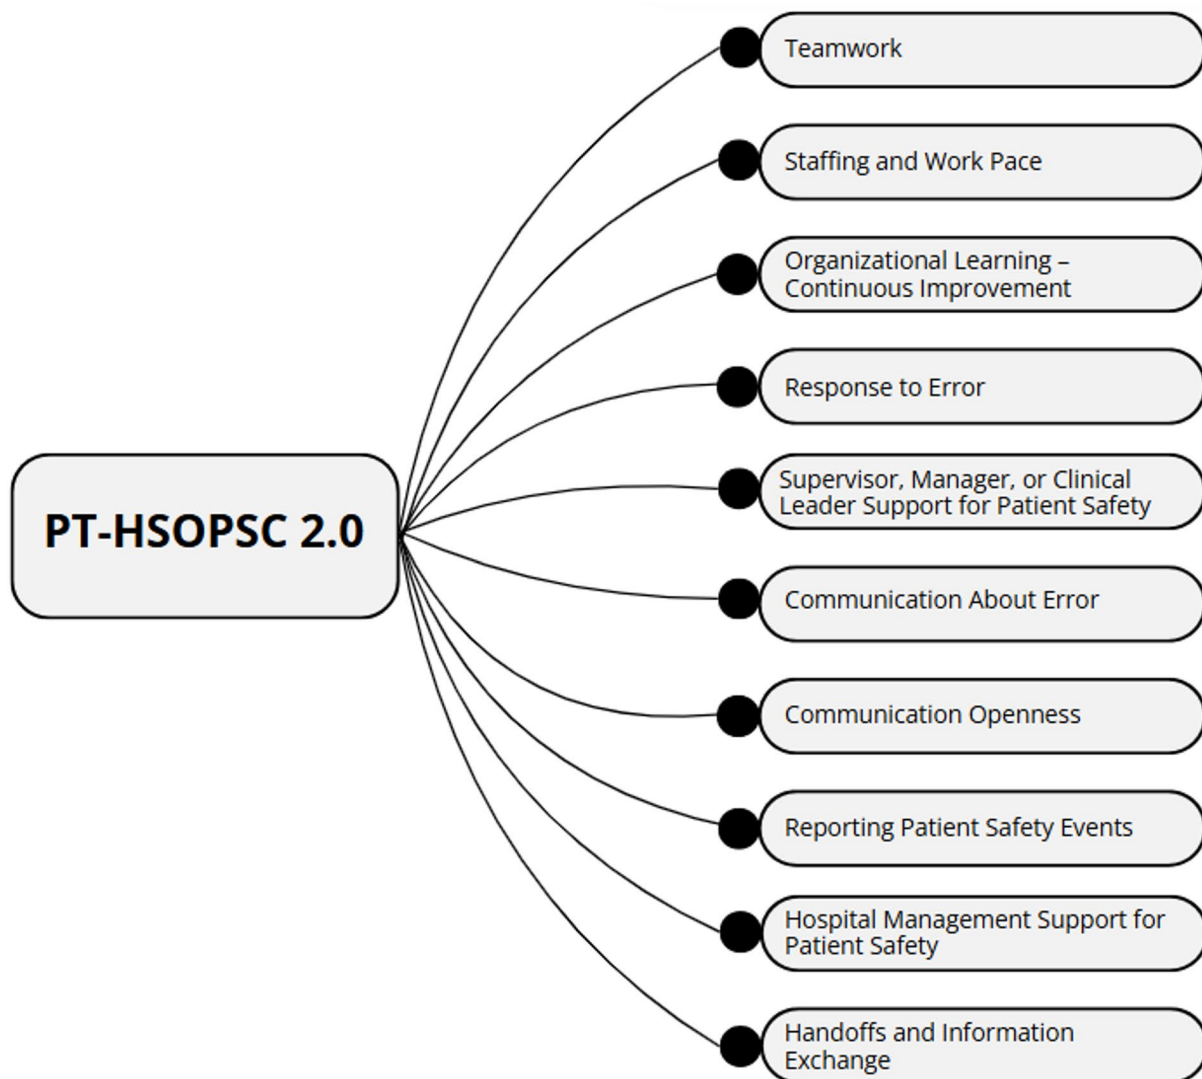 Teamwork
Staffing and Work Pace
Organizational Learning –
Continuous Improvement
Response to Error
Supervisor, Manager, or Clinical
Leader Support for Patient Safety
PT-HSOPSC 2.0
Communication About Error
Communication Openness
Reporting Patient Safety Events
Hospital Management Support for
Patient Safety
Handoffs and Information
Exchange